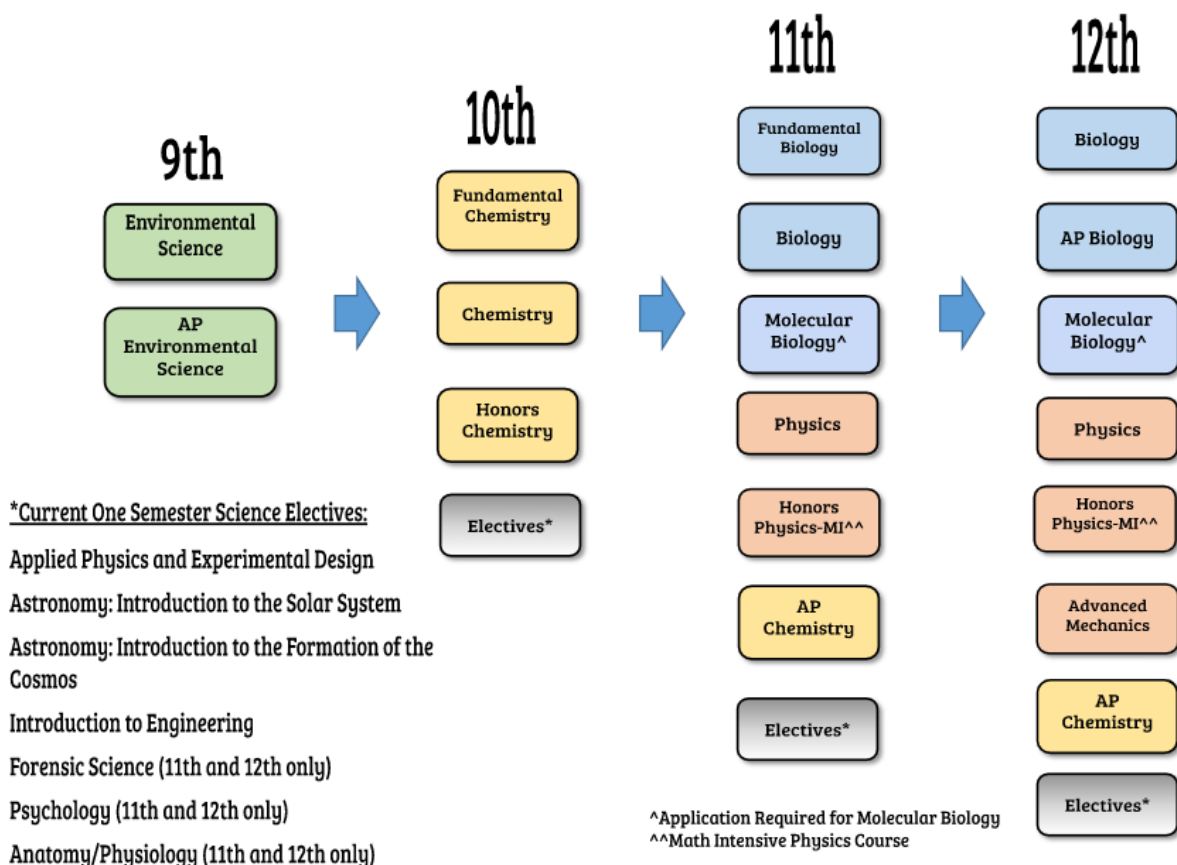 9th
Environmental
Science
AP
Environmental
Science
10th
Fundamental
Chemistry
Chemistry
Honors
Chemistry
Electives*
11th
Fundamental
Biology
Biology
Molecular
Biology^
Physics
Honors
Physics-MI^^
AP
Chemistry
Electives*
12th
Biology
AP Biology
Molecular
Biology^
Physics
Honors
Physics-MI^^
Advanced
Mechanics
AP
Chemistry
Electives*
*Current One Semester Science Electives:
Applied Physics and Experimental Design
Astronomy: Introduction to the Solar System
Astronomy: Introduction to the Formation of the
Cosmos
Introduction to Engineering
Forensic Science (11th and 12th only)
Psychology (11th and 12th only)
Anatomy/Physiology (11th and 12th only)
^Application Required for Molecular Biology
^^Math Intensive Physics Course